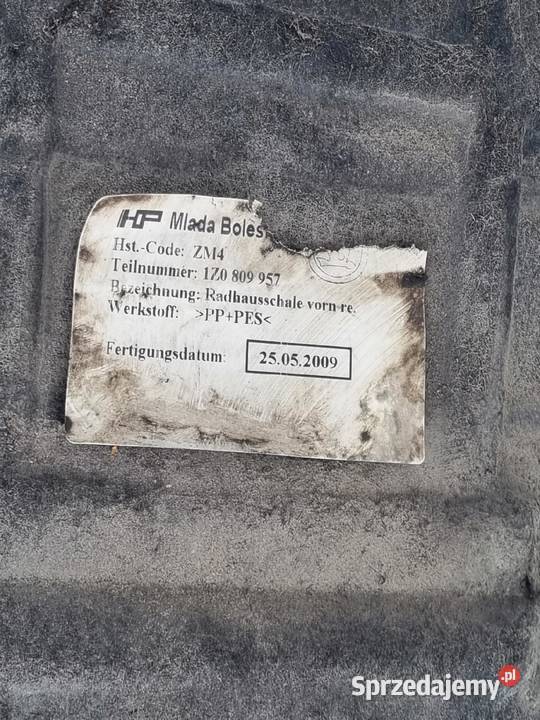 HP Mlada Boles
Hst.-Code: ZM4
Teilnummer: 1Z0 809 957
Bezeichnung: Radhausschale vorn re.
Werkstoff: >PP+PES<
Fertigungsdatum: 25.05.2009
Sprzedajemy.pl